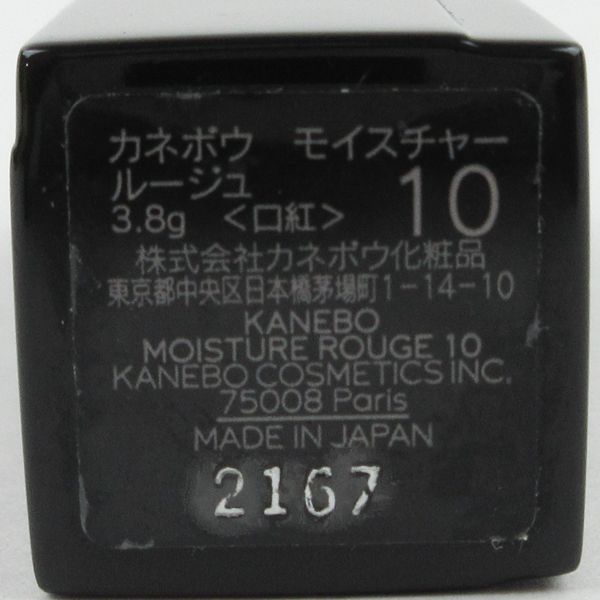 カネボウ モイスチャー
ルージュ 10
3.8g <口紅>
株式会社カネボウ化粧品
東京都中央区日本橋茅場町1-14-10
KANEBO
MOISTURE ROUGE 10
KANEBO COSMETICS INC.
75008 Paris
MADE IN JAPAN
2167